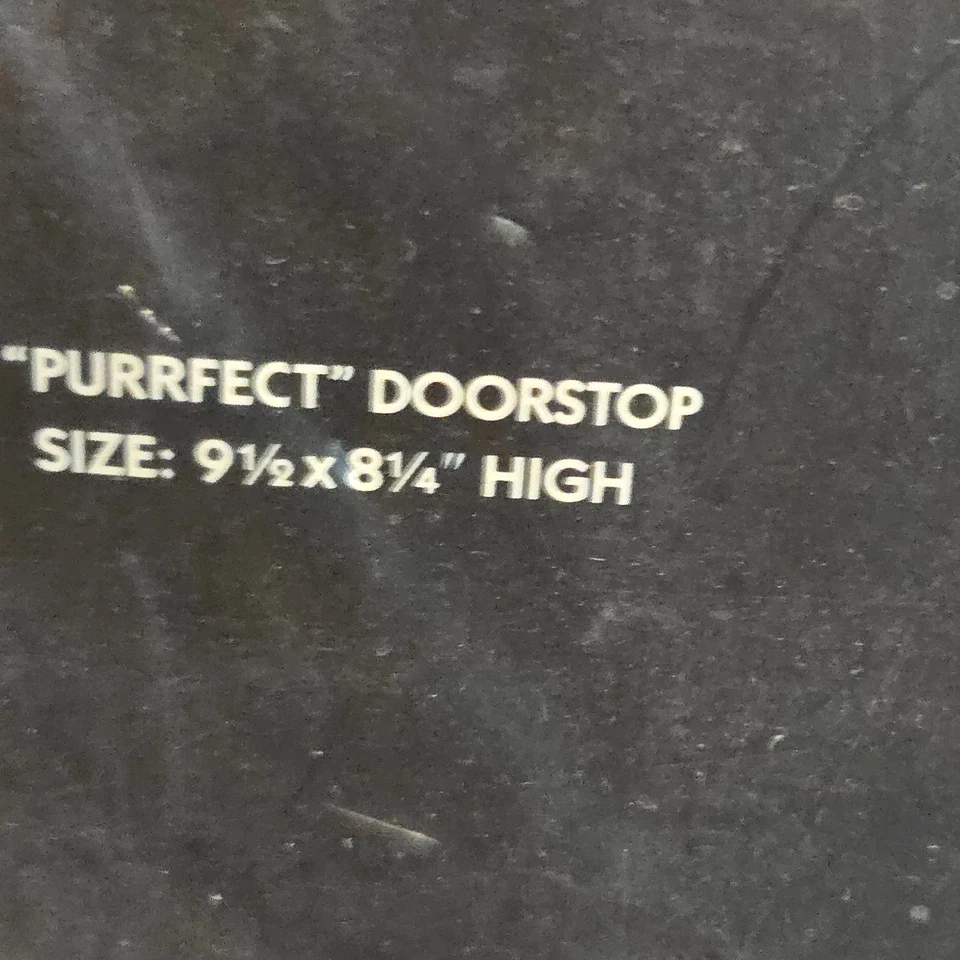 “PURRFECT” DOORSTOP
SIZE: 9½ x 8¼" HIGH